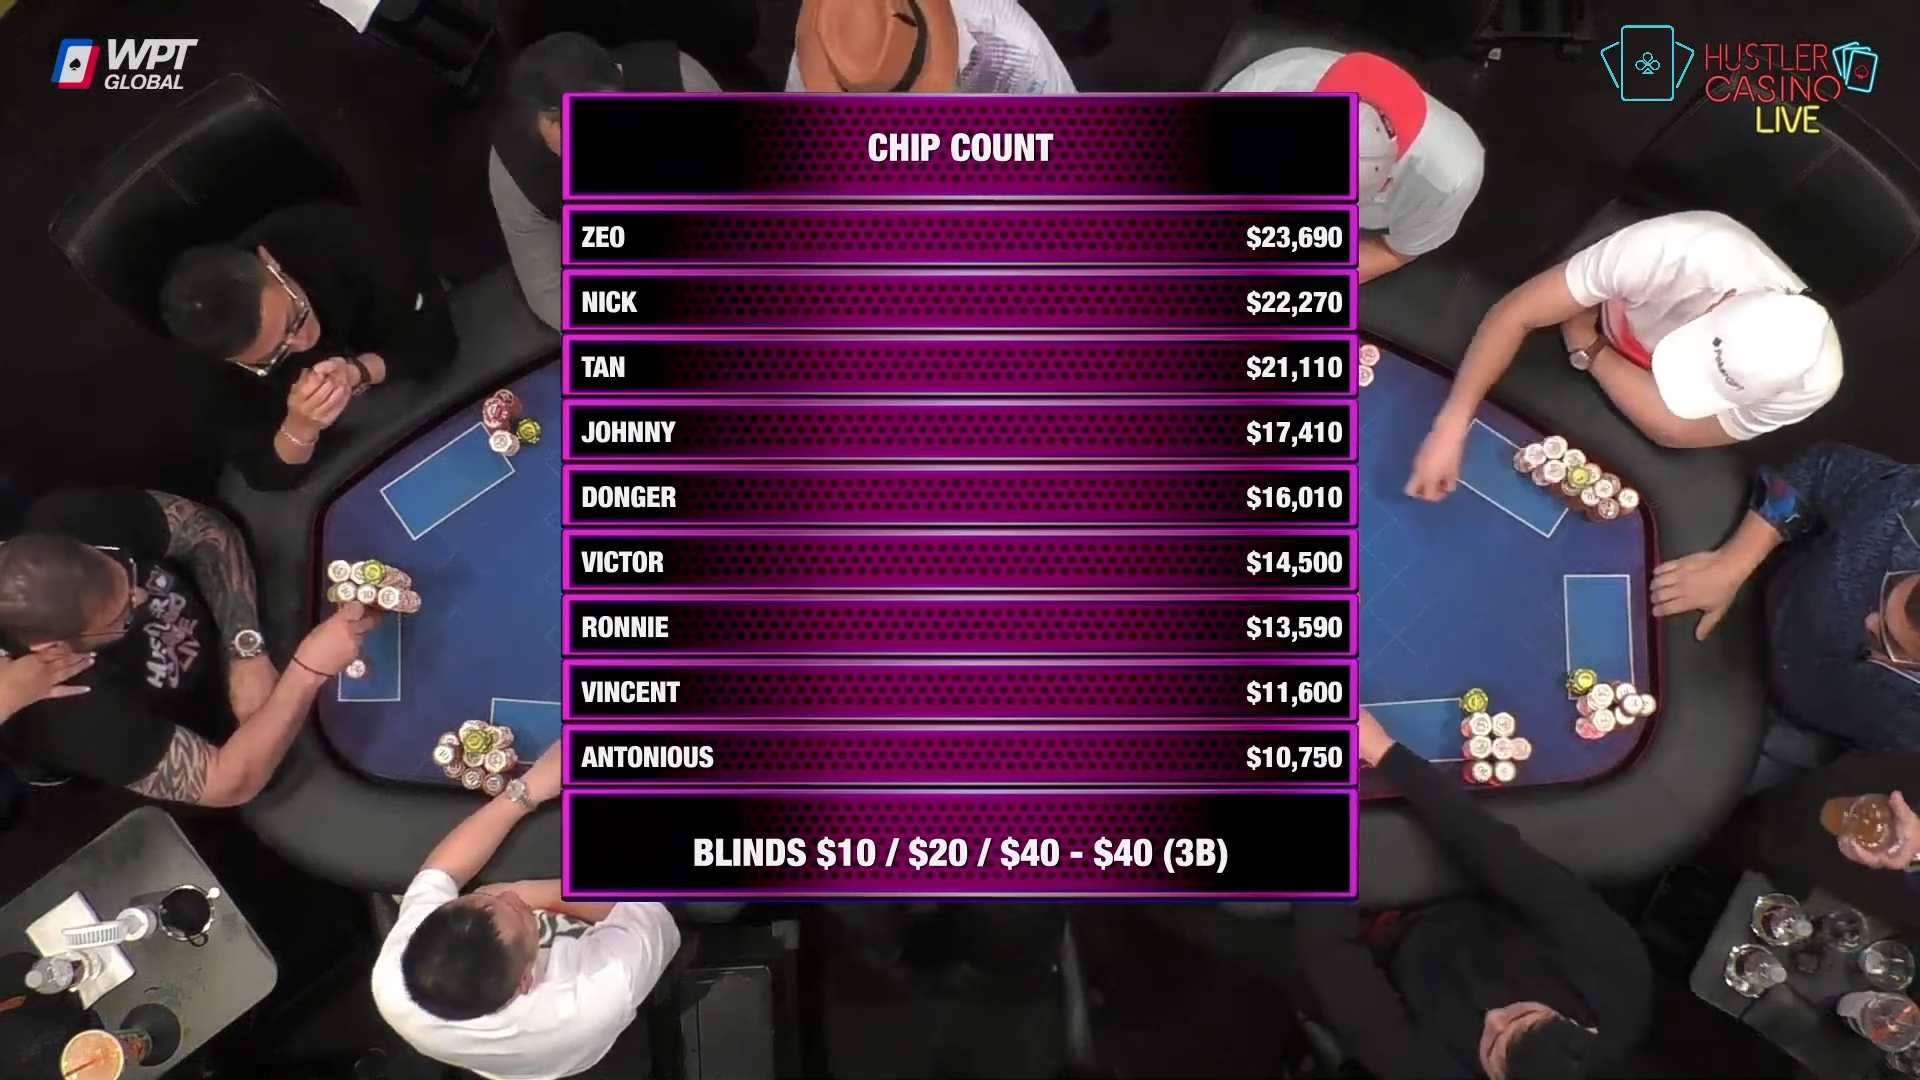 WPT
GLOBAL
HUSTLER
CASINO
LIVE
CHIP COUNT
ZEO $23,690
NICK $22,270
TAN $21,110
JOHNNY $17,410
DONGER $16,010
VICTOR $14,500
RONNIE $13,590
VINCENT $11,600
ANTONIOUS $10,750
BLINDS $10 / $20 / $40 - $40 (3B)